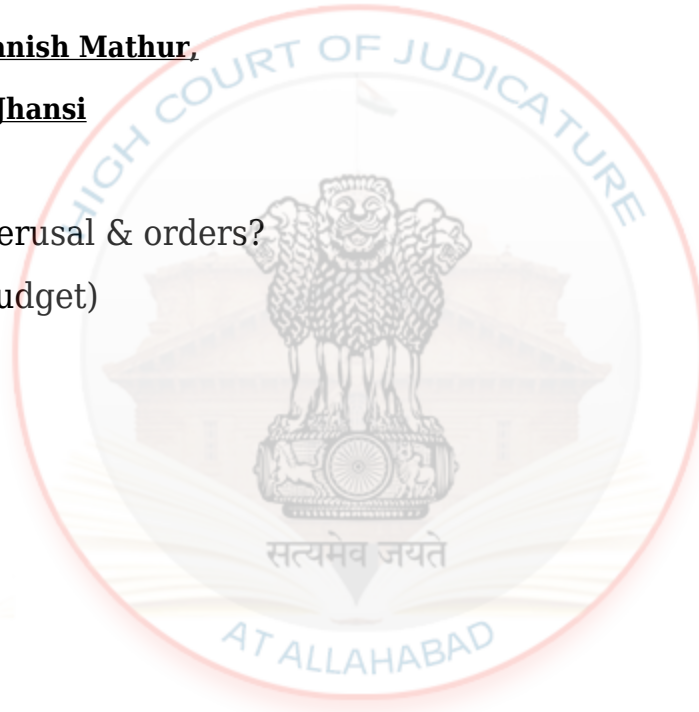 anish Mathur,
Jhansi
erusal & orders?
udget)
HIGH COURT OF JUDICATURE
सत्यमेव जयते
AT ALLAHABAD